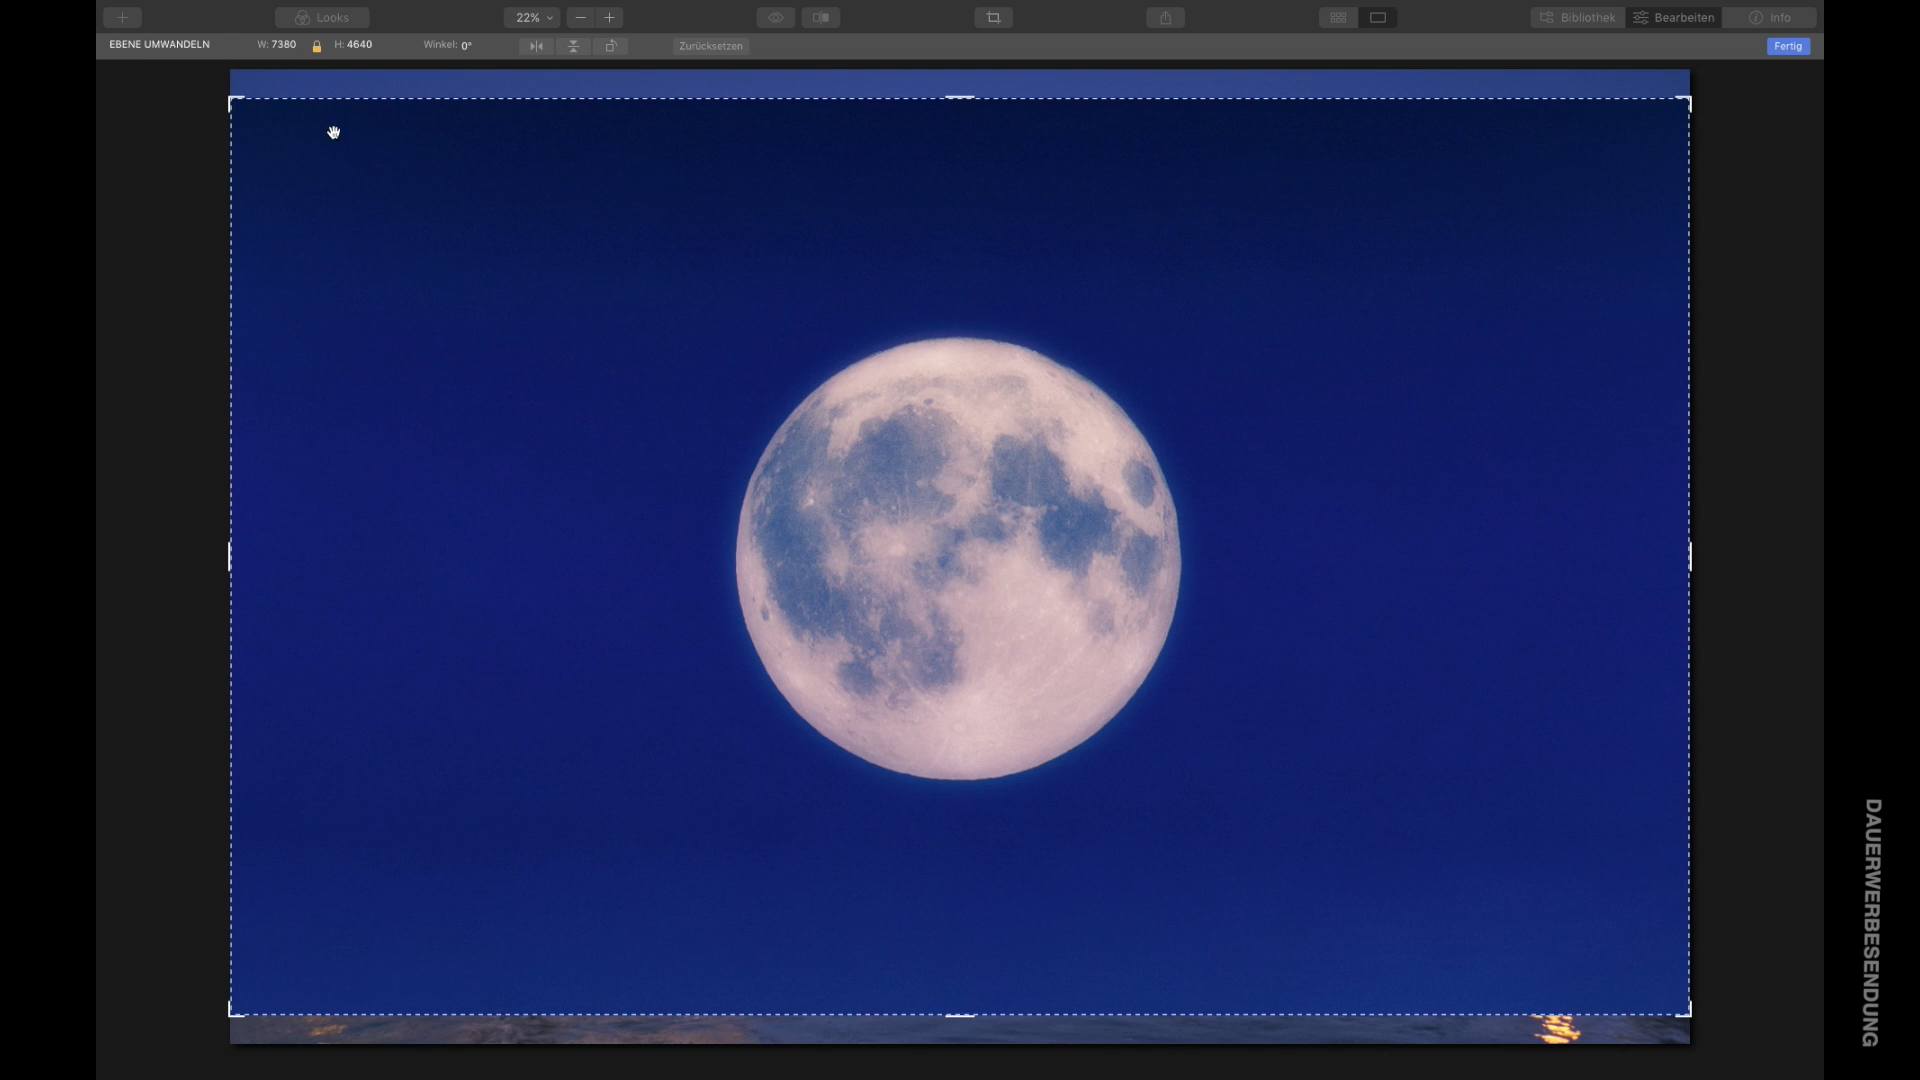 Looks
22%
Bibliothek
Bearbeiten
Info
EBENE UMWANDELN
W: 7380
H: 4640
Winkel: 0°
Zurücksetzen
Fertig
DAUERWERBESENDUNG